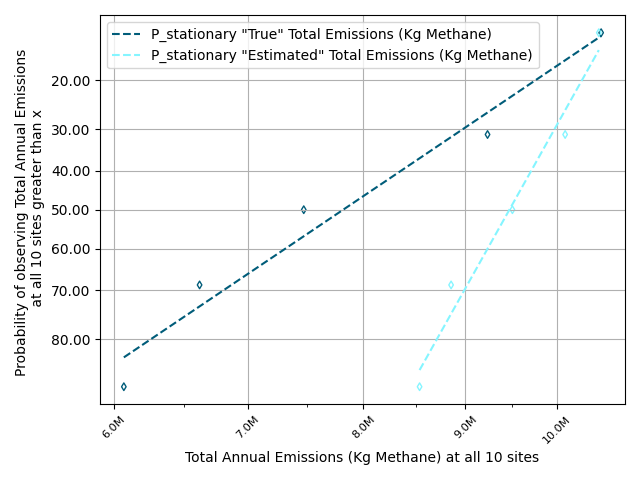 P_stationary "True" Total Emissions (Kg Methane)
P_stationary "Estimated" Total Emissions (Kg Methane)
Probability of observing Total Annual Emissions
at all 10 sites greater than x
20.00
30.00
40.00
50.00
60.00
70.00
80.00
6.0M
7.0M
8.0M
9.0M
10.0M
Total Annual Emissions (Kg Methane) at all 10 sites